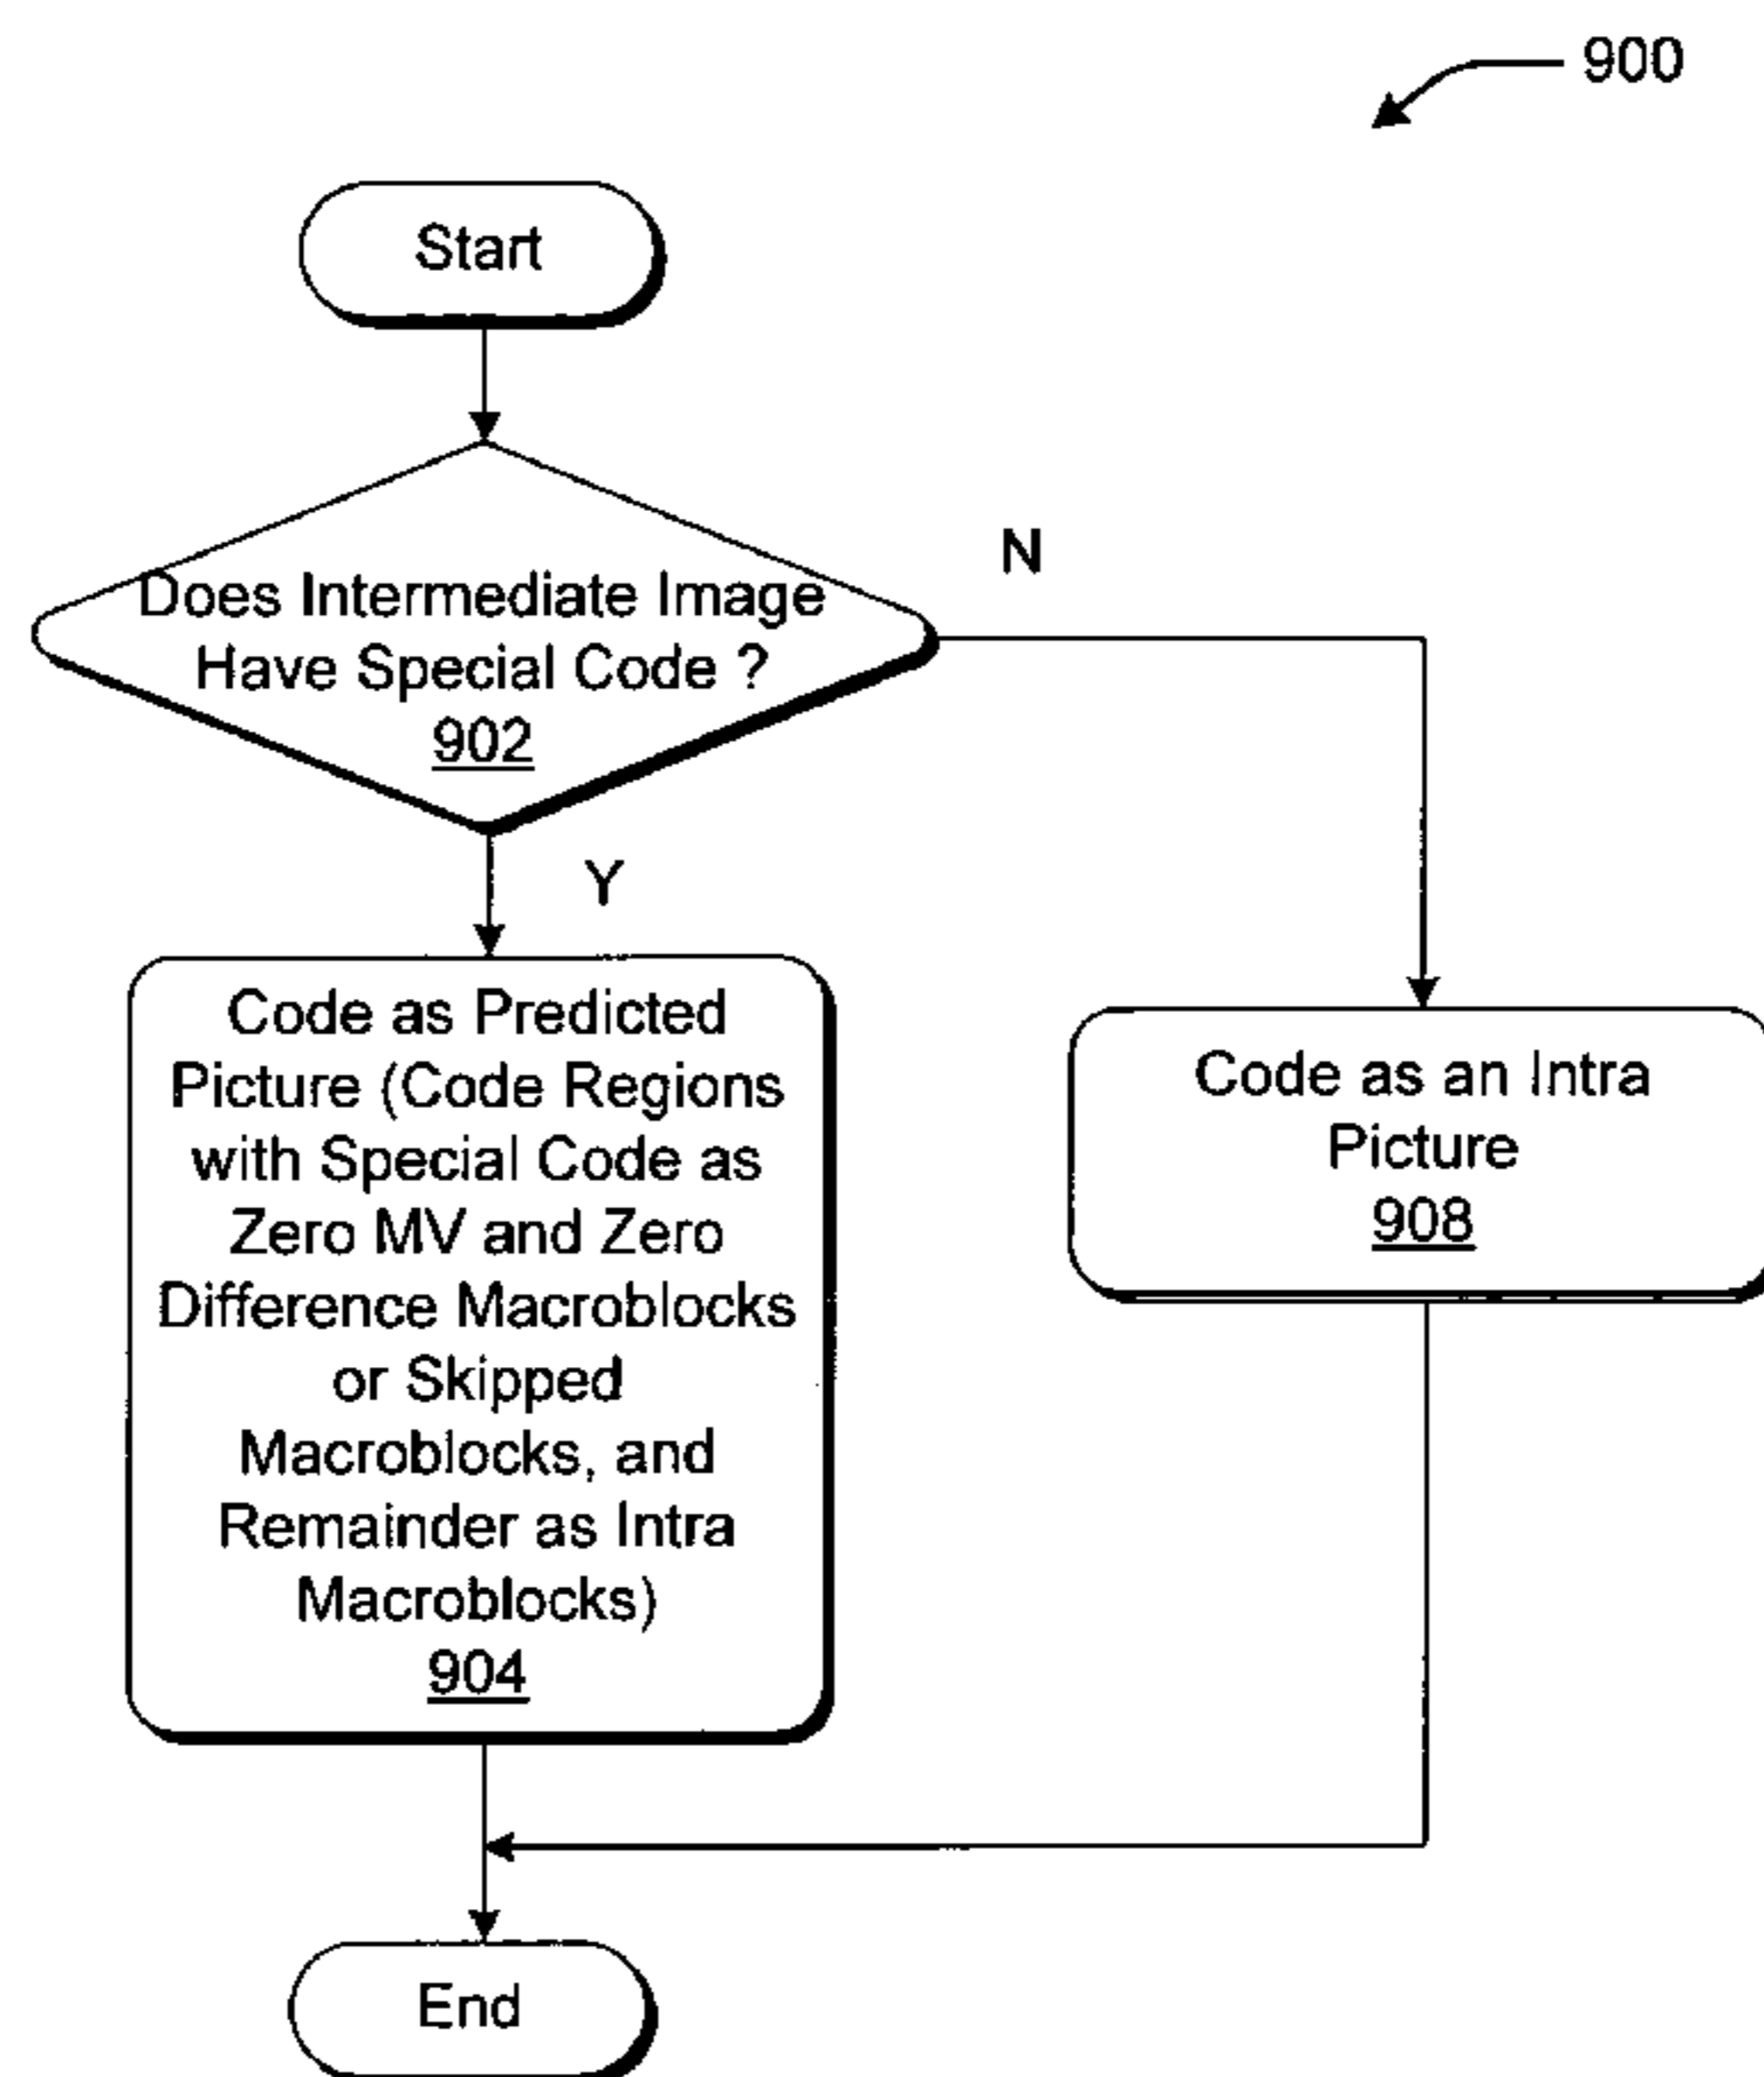 900
Start
Does Intermediate Image
Have Special Code ?
902
N
Y
Code as Predicted
Picture (Code Regions
with Special Code as
Zero MV and Zero
Difference Macroblocks
or Skipped
Macroblocks, and
Remainder as Intra
Macroblocks)
904
Code as an Intra
Picture
908
End